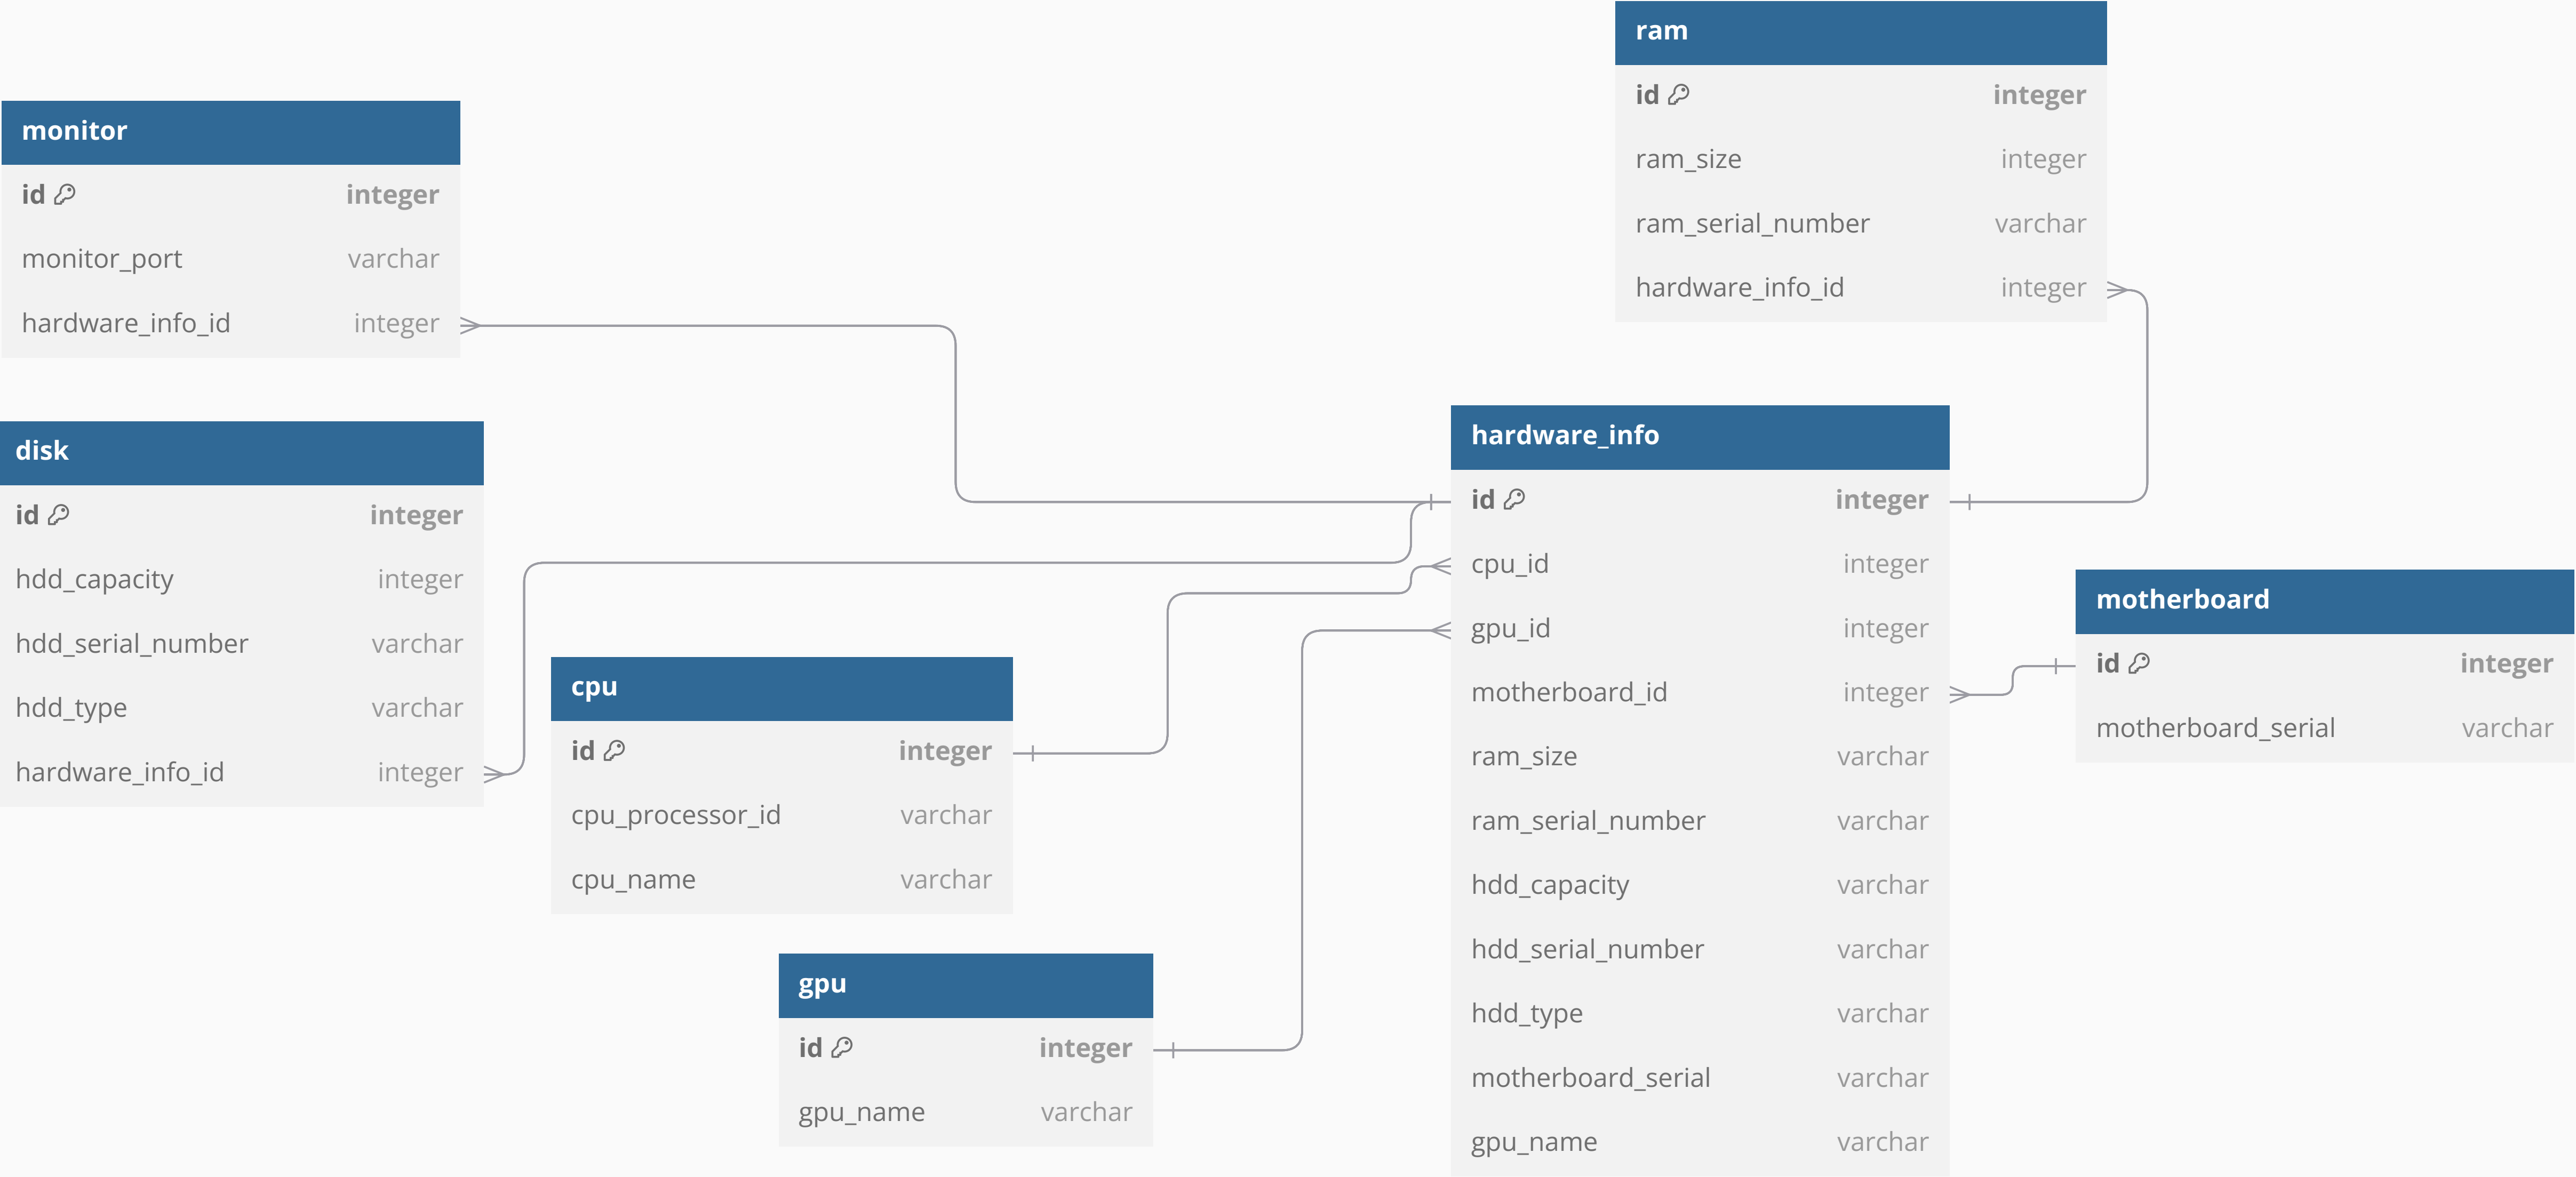 ram
id integer
ram_size integer
ram_serial_number varchar
hardware_info_id integer
monitor
id integer
monitor_port varchar
hardware_info_id integer
disk
id integer
hdd_capacity integer
hdd_serial_number varchar
hdd_type varchar
hardware_info_id integer
cpu
id integer
cpu_processor_id varchar
cpu_name varchar
gpu
id integer
gpu_name varchar
hardware_info
id integer
cpu_id integer
gpu_id integer
motherboard_id integer
ram_size varchar
ram_serial_number varchar
hdd_capacity varchar
hdd_serial_number varchar
hdd_type varchar
motherboard_serial varchar
gpu_name varchar
motherboard
id integer
motherboard_serial varchar